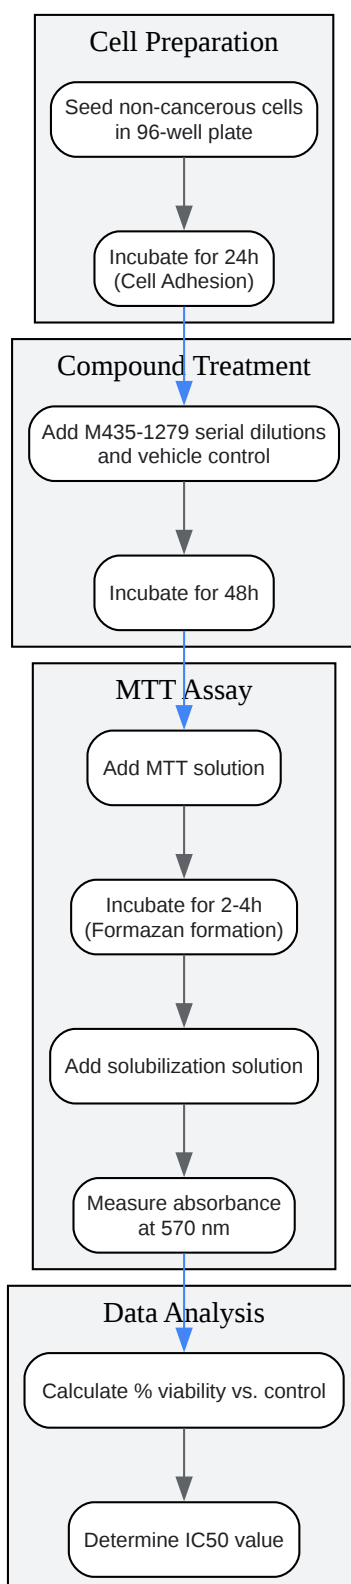 Cell Preparation
Seed non-cancerous cells
in 96-well plate
Incubate for 24h
(Cell Adhesion)
Compound Treatment
Add M435-1279 serial dilutions
and vehicle control
Incubate for 48h
MTT Assay
Add MTT solution
Incubate for 2-4h
(Formazan formation)
Add solubilization solution
Measure absorbance
at 570 nm
Data Analysis
Calculate % viability vs. control
Determine IC50 value